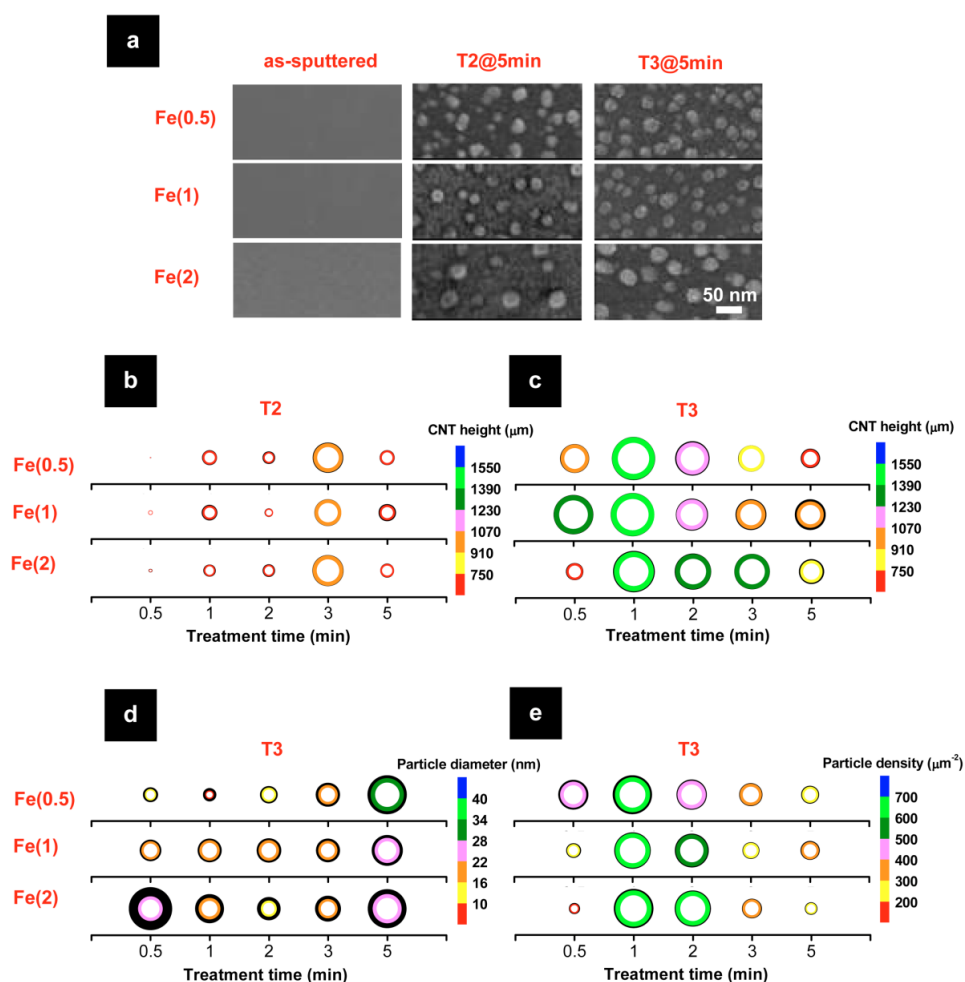 a
as-sputtered T2@5min T3@5min
Fe(0.5)
Fe(1)
Fe(2)
50 nm
b
T2
CNT height (μm)
Fe(0.5)
Fe(1)
Fe(2)
1550
1390
1230
1070
910
750
0.5 1 2 3 5
Treatment time (min)
c
T3
CNT height (μm)
1550
1390
1230
1070
910
750
0.5 1 2 3 5
Treatment time (min)
d
T3
Particle diameter (nm)
Fe(0.5)
Fe(1)
Fe(2)
40
34
28
22
16
10
0.5 1 2 3 5
Treatment time (min)
e
T3
Particle density (μm⁻²)
700
600
500
400
300
200
0.5 1 2 3 5
Treatment time (min)